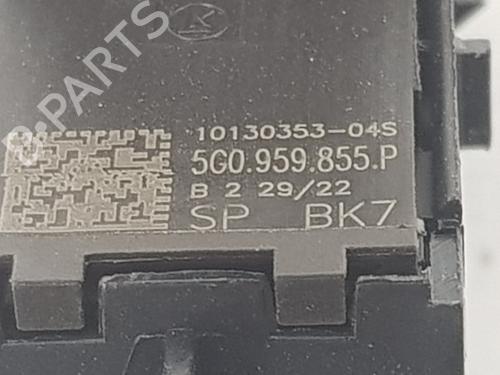 B-PARTS
K
10130353-04S
5G0.959.855.P
B 2 29/22
SP BK7